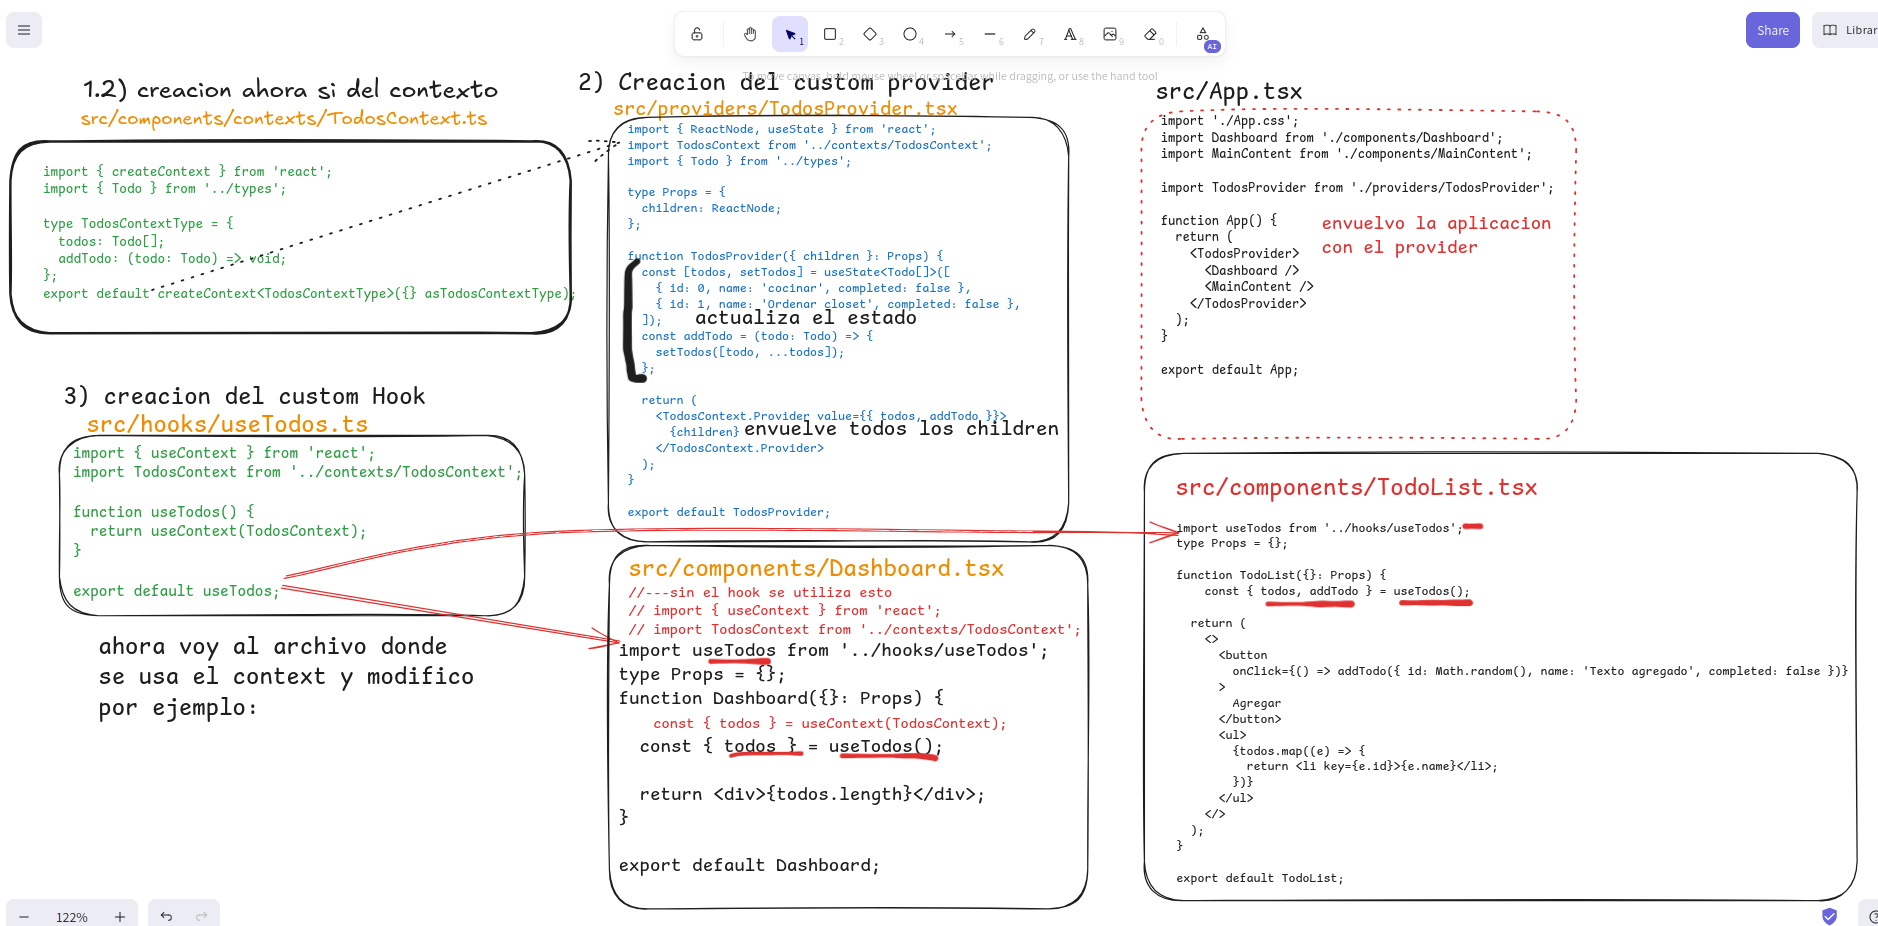 1.2) creacion ahora si del contexto
src/components/contexts/TodosContext.ts
import { createContext } from 'react';
import { Todo } from '../types';
type TodosContextType = {
todos: Todo[];
addTodo: (todo: Todo) => void;
};
export default createContext<TodosContextType>({} asTodosContextType);
3) creacion del custom Hook
src/hooks/useTodos.ts
import { useContext } from 'react';
import TodosContext from '../contexts/TodosContext';
function useTodos() {
return useContext(TodosContext);
}
export default useTodos;
ahora voy al archivo donde
se usa el context y modifico
por ejemplo:
1
2
3
4
5
6
7
A 8
9
0
AI
To move canvas, hold mouse wheel or spacebar while dragging, or use the hand tool
2) Creacion del custom provider
src/providers/TodosProvider.tsx
import { ReactNode, useState } from 'react';
import TodosContext from '../contexts/TodosContext';
import { Todo } from '../types';
type Props = {
children: ReactNode;
};
function TodosProvider({ children }: Props) {
const [todos, setTodos] = useState<Todo[]>([
{ id: 0, name: 'cocinar', completed: false },
{ id: 1, name: 'Ordenar closet', completed: false },
]);
actualiza el estado
const addTodo = (todo: Todo) => {
setTodos([todo, ...todos]);
};
return (
<TodosContext.Provider value={{ todos, addTodo }}>
{children}
envuelve todos los children
</TodosContext.Provider>
);
}
export default TodosProvider;
src/components/Dashboard.tsx
//---sin el hook se utiliza esto
// import { useContext } from 'react';
// import TodosContext from '../contexts/TodosContext';
import useTodos from '../hooks/useTodos';
type Props = {};
function Dashboard({}: Props) {
const { todos } = useContext(TodosContext);
const { todos } = useTodos();
return <div>{todos.length}</div>;
}
export default Dashboard;
Share
Librar
src/App.tsx
import './App.css';
import Dashboard from './components/Dashboard';
import MainContent from './components/MainContent';
import TodosProvider from './providers/TodosProvider';
function App() {
return (
<TodosProvider>
<Dashboard />
<MainContent />
</TodosProvider>
);
}
export default App;
envuelvo la aplicacion
con el provider
src/components/TodoList.tsx
import useTodos from '../hooks/useTodos';
type Props = {};
function TodoList({}: Props) {
const { todos, addTodo } = useTodos();
return (
<>
<button
onClick={() => addTodo({ id: Math.random(), name: 'Texto agregado', completed: false })}
>
Agregar
</button>
<ul>
{todos.map((e) => {
return <li key={e.id}>{e.name}</li>;
})}
</ul>
</>
);
}
export default TodoList;
122%